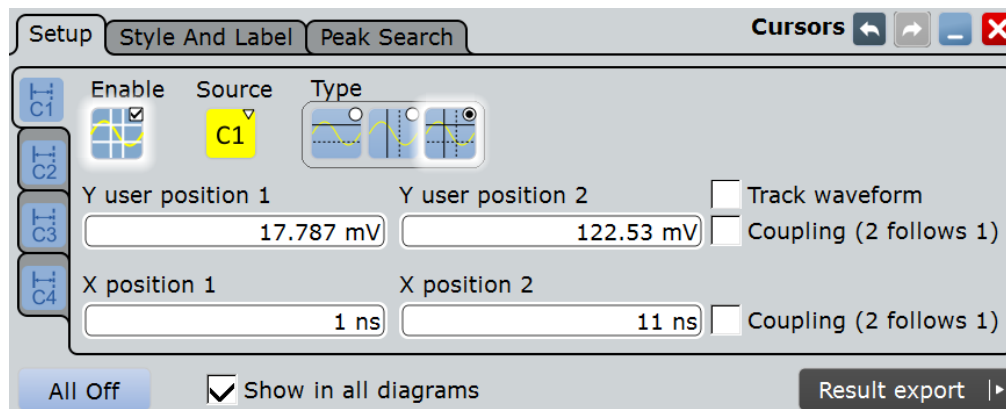 Setup
Style And Label
Peak Search
Cursors
C1
C2
C3
C4
Enable
Source
Type
C1
Y user position 1
Y user position 2
Track waveform
17.787 mV
122.53 mV
Coupling (2 follows 1)
X position 1
X position 2
1 ns
11 ns
Coupling (2 follows 1)
All Off
Show in all diagrams
Result export